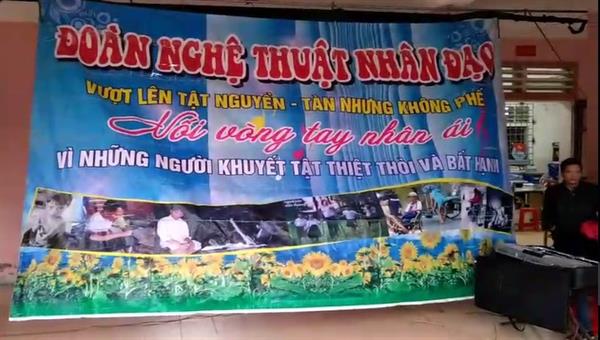 ĐOÀN NGHỆ THUẬT NHÂN ĐẠO
VƯỢT LÊN TẬT NGUYỀN - TÀN NHƯNG KHÔNG PHẾ
Nối vòng tay nhân ái
VÌ NHỮNG NGƯỜI KHUYẾT TẬT THIỆT THÒI VÀ BẤT HẠNH